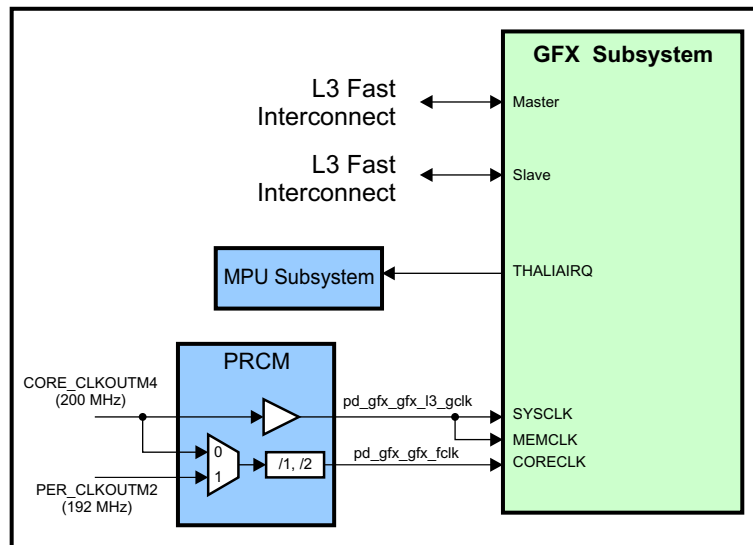 GFX Subsystem
L3 Fast
Interconnect
Master
L3 Fast
Interconnect
Slave
MPU Subsystem
THALIAIRQ
PRCM
CORE_CLKOUTM4
(200 MHz)
pd_gfx_gfx_l3_gclk
SYSCLK
MEMCLK
0
/1, /2
pd_gfx_gfx_fclk
CORECLK
1
PER_CLKOUTM2
(192 MHz)